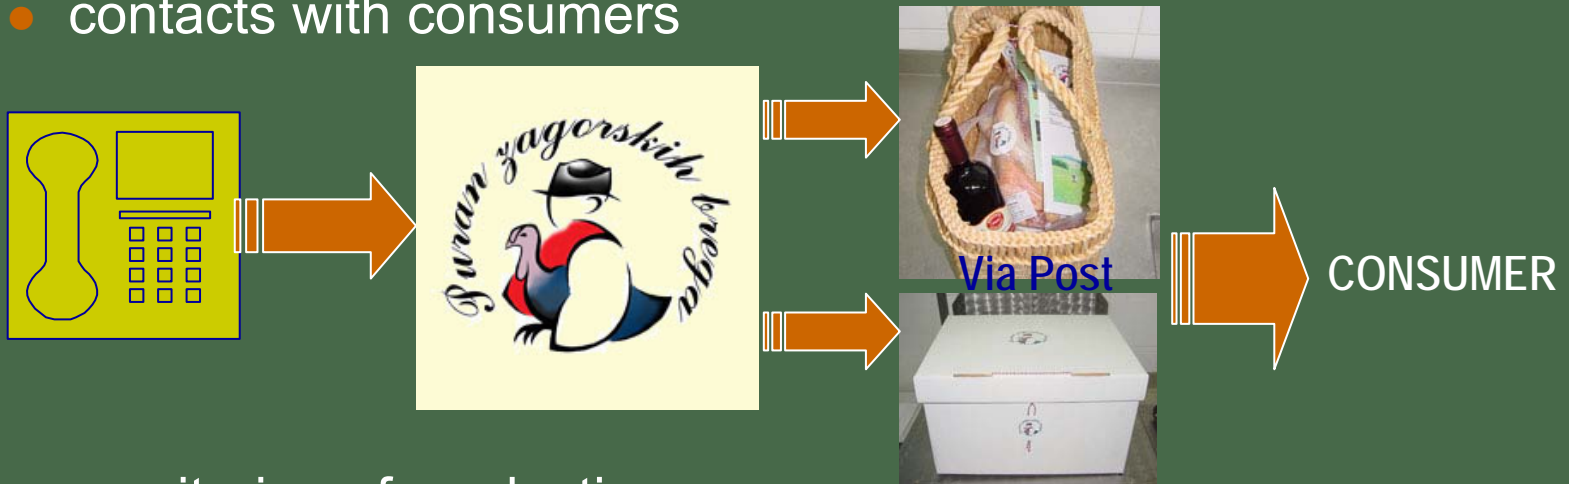 contacts with consumers
Puran zagorskih brega
Via Post
CONSUMER